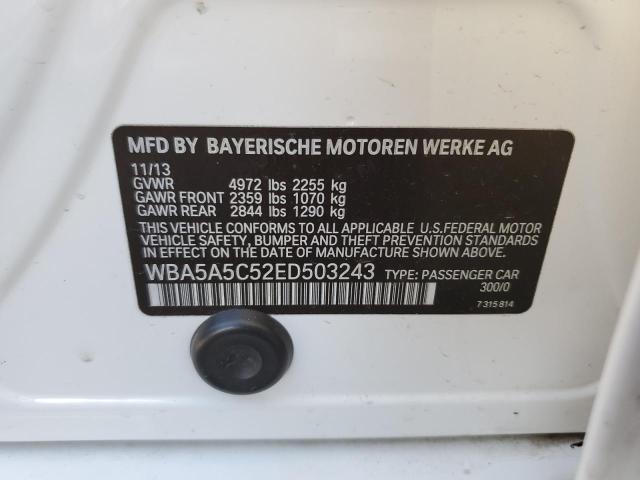 MFD BY BAYERISCHE MOTOREN WERKE AG
11/13
GVWR 4972 lbs 2255 kg
GAWR FRONT 2359 lbs 1070 kg
GAWR REAR 2844 lbs 1290 kg
THIS VEHICLE CONFORMS TO ALL APPLICABLE U.S.FEDERAL MOTOR
VEHICLE SAFETY, BUMPER AND THEFT PREVENTION STANDARDS
IN EFFECT ON THE DATE OF MANUFACTURE SHOWN ABOVE.
WBA5A5C52ED503243 TYPE: PASSENGER CAR
300/0
7 315 814